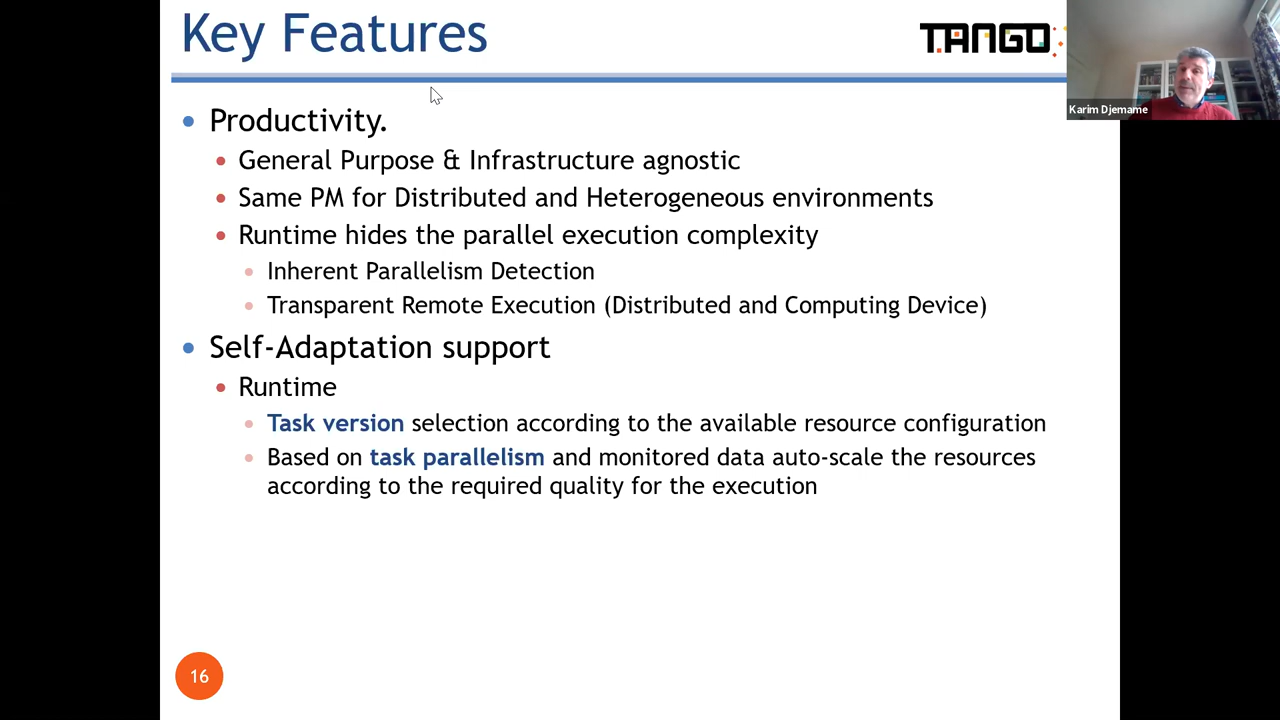 Key Features
TANGO
Karim Djemame
Productivity.
General Purpose & Infrastructure agnostic
Same PM for Distributed and Heterogeneous environments
Runtime hides the parallel execution complexity
Inherent Parallelism Detection
Transparent Remote Execution (Distributed and Computing Device)
Self-Adaptation support
Runtime
Task version selection according to the available resource configuration
Based on task parallelism and monitored data auto-scale the resources
according to the required quality for the execution
16